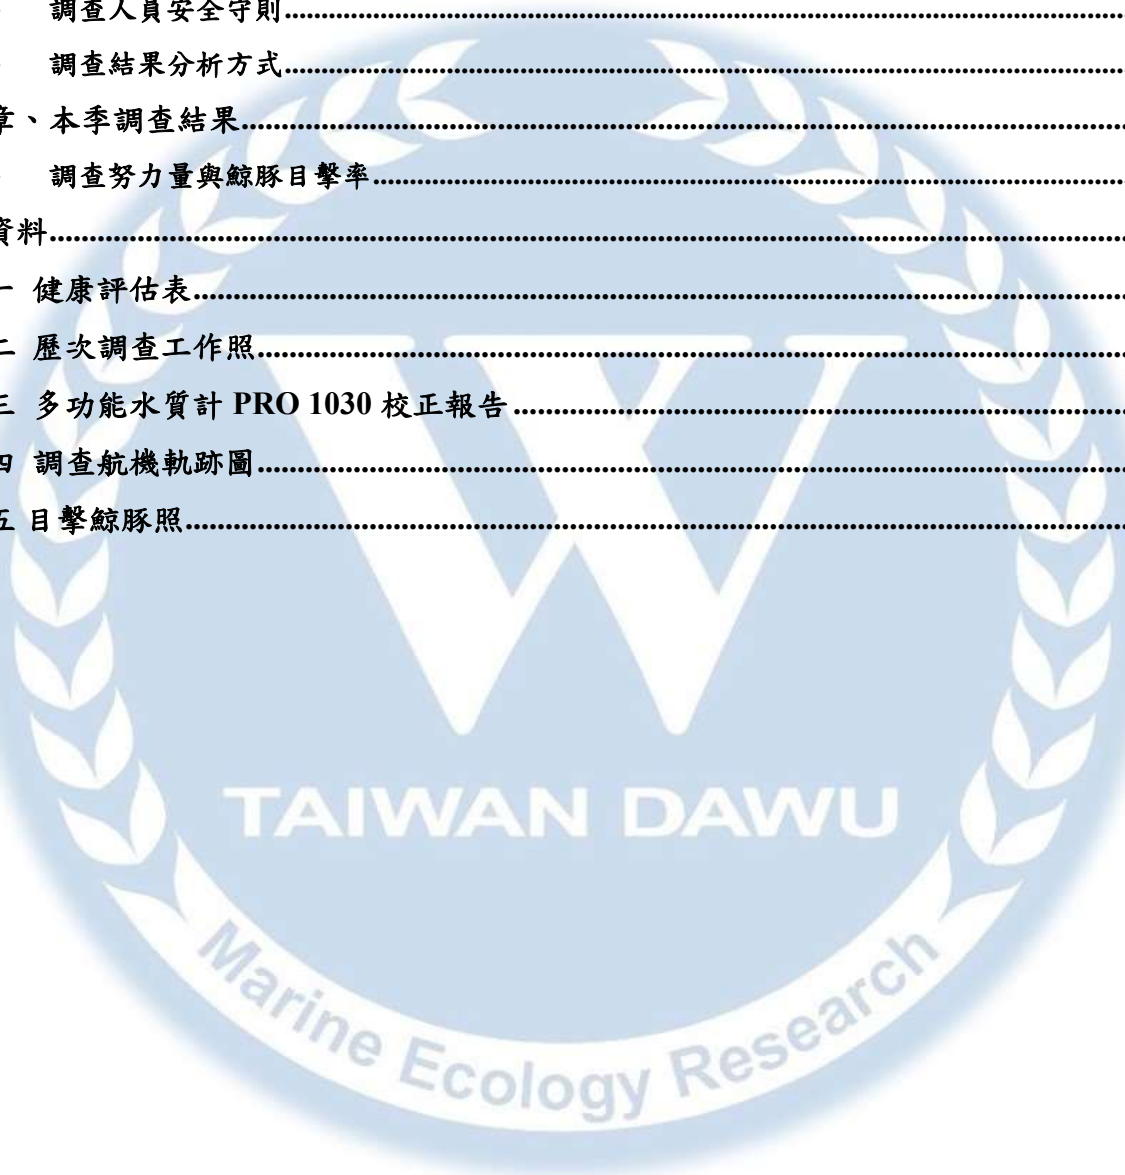 調查人員安全守則
調查結果分析方式
章、本季調查結果
調查努力量與鯨豚目擊率
資料
一 健康評估表
二 歷次調查工作照
三 多功能水質計 PRO 1030 校正報告
四 調查航機軌跡圖
五 目擊鯨豚照
TAIWAN DAWU
Marine Ecology Research